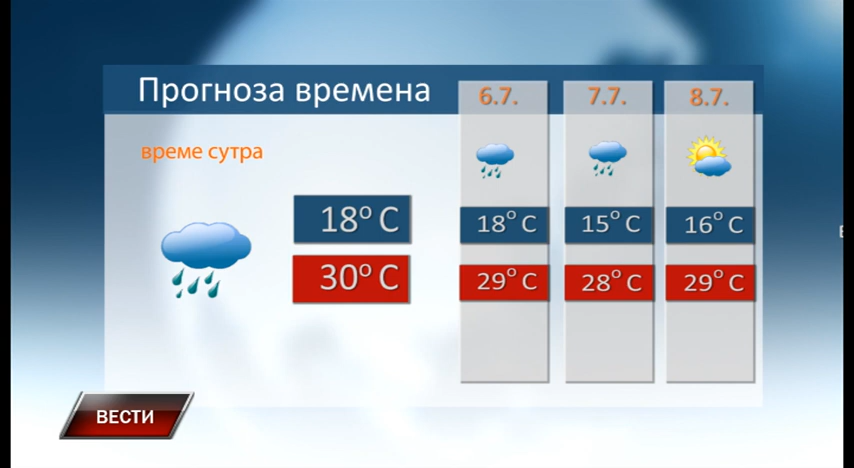 Прогноза времена
време сутра
18° C
30° C
6.7. 7.7. 8.7.
18° C 15° C 16° C
29° C 28° C 29° C
ВЕСТИ